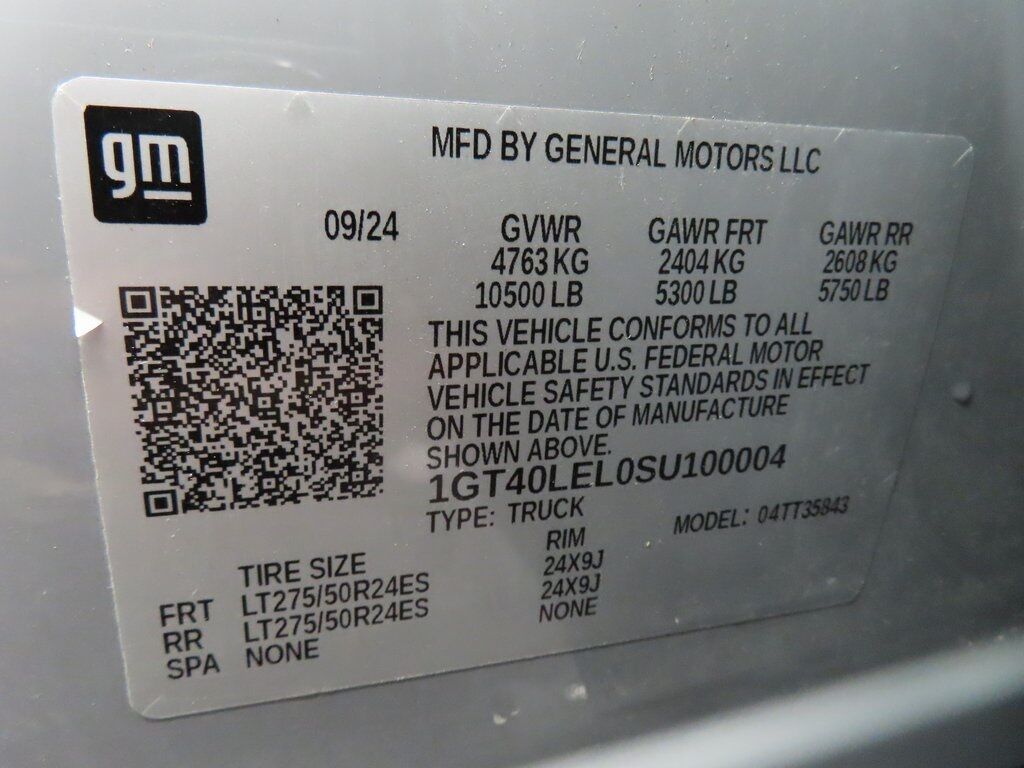 gm
MFD BY GENERAL MOTORS LLC
09/24 GVWR GAWR FRT GAWR RR
4763 KG 2404 KG 2608 KG
10500 LB 5300 LB 5750 LB
THIS VEHICLE CONFORMS TO ALL
APPLICABLE U.S. FEDERAL MOTOR
VEHICLE SAFETY STANDARDS IN EFFECT
ON THE DATE OF MANUFACTURE
SHOWN ABOVE.
1GT40LEL0SU100004
TYPE: TRUCK MODEL: 04TT35843
TIRE SIZE RIM
FRT LT275/50R24ES 24X9J
RR LT275/50R24ES 24X9J
SPA NONE NONE